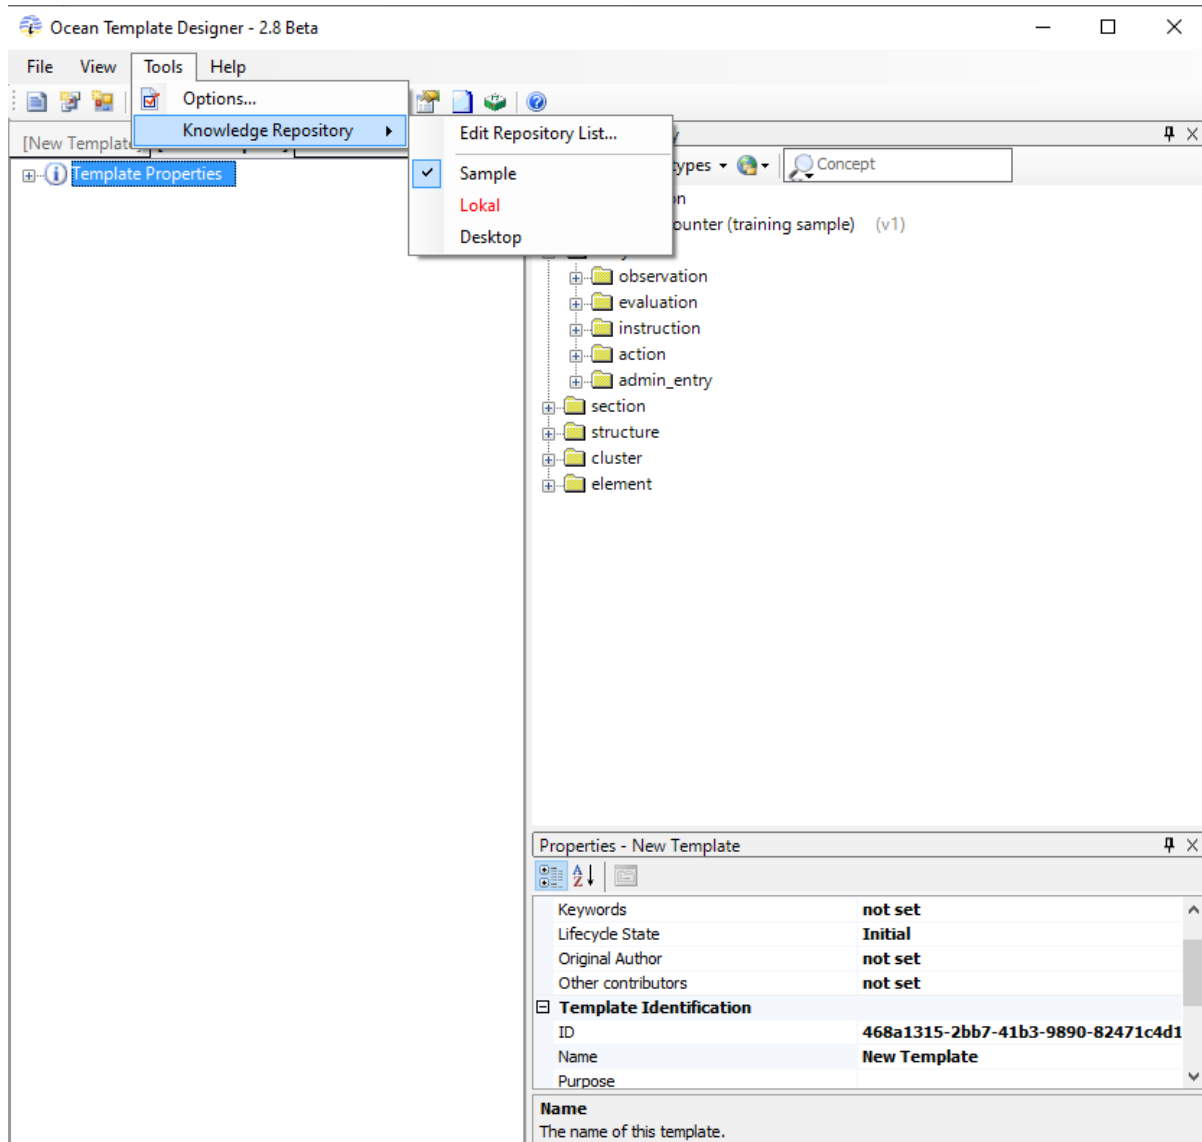 Ocean Template Designer - 2.8 Beta
File View Tools Help
Options...
Knowledge Repository
Edit Repository List...
Sample
Lokal
Desktop
[New Template
Template Properties
types
Concept
ounter (training sample) (v1)
observation
evaluation
instruction
action
admin_entry
section
structure
cluster
element
Properties - New Template
Keywords not set
Lifecycle State Initial
Original Author not set
Other contributors not set
Template Identification
ID 468a1315-2bb7-41b3-9890-82471c4d1
Name New Template
Purpose
Name
The name of this template.